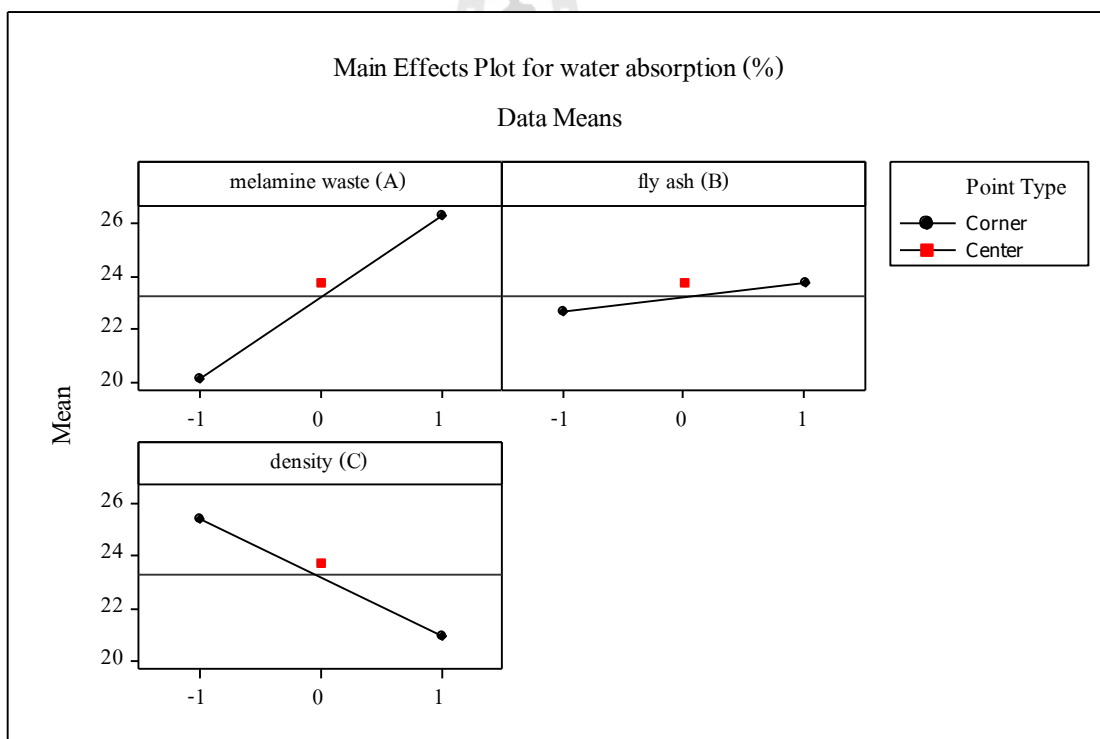 Main Effects Plot for water absorption (%)
Data Means
melamine waste (A)
fly ash (B)
Point Type
Corner
Center
26
24
22
20
-1
0
1
-1
0
1
Mean
density (C)
26
24
22
20
-1
0
1